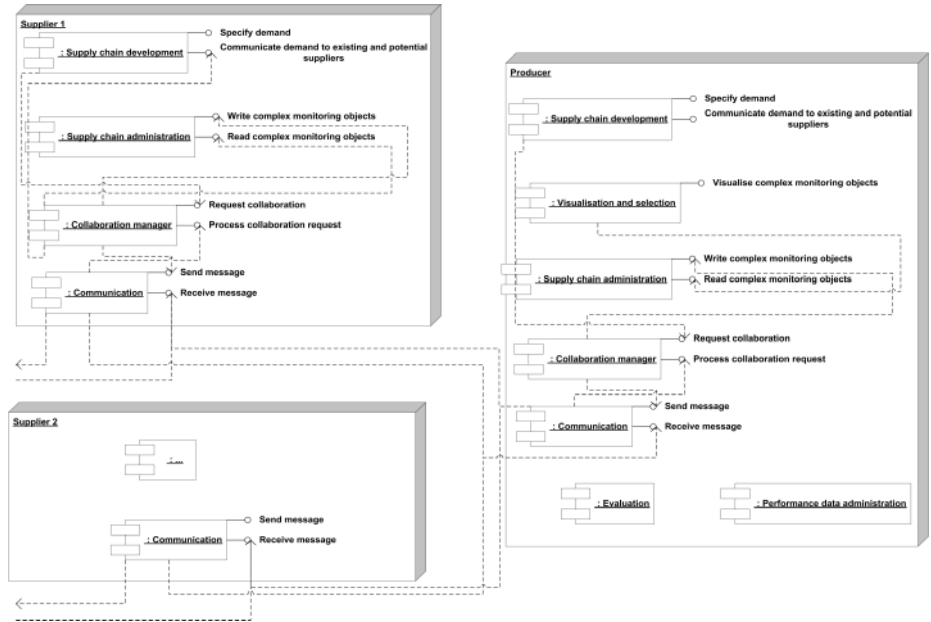 Supplier 1
Specify demand
: Supply chain development
Communicate demand to existing and potential
suppliers
Write complex monitoring objects
: Supply chain administration
Read complex monitoring objects
Request collaboration
: Collaboration manager
Process collaboration request
Send message
: Communication
Receive message
Producer
Specify demand
: Supply chain development
Communicate demand to existing and potential
suppliers
Visualise complex monitoring objects
: Visualisation and selection
Write complex monitoring objects
: Supply chain administration
Read complex monitoring objects
Request collaboration
: Collaboration manager
Process collaboration request
Send message
: Communication
Receive message
: Evaluation
: Performance data administration
Supplier 2
: ...
Send message
: Communication
Receive message